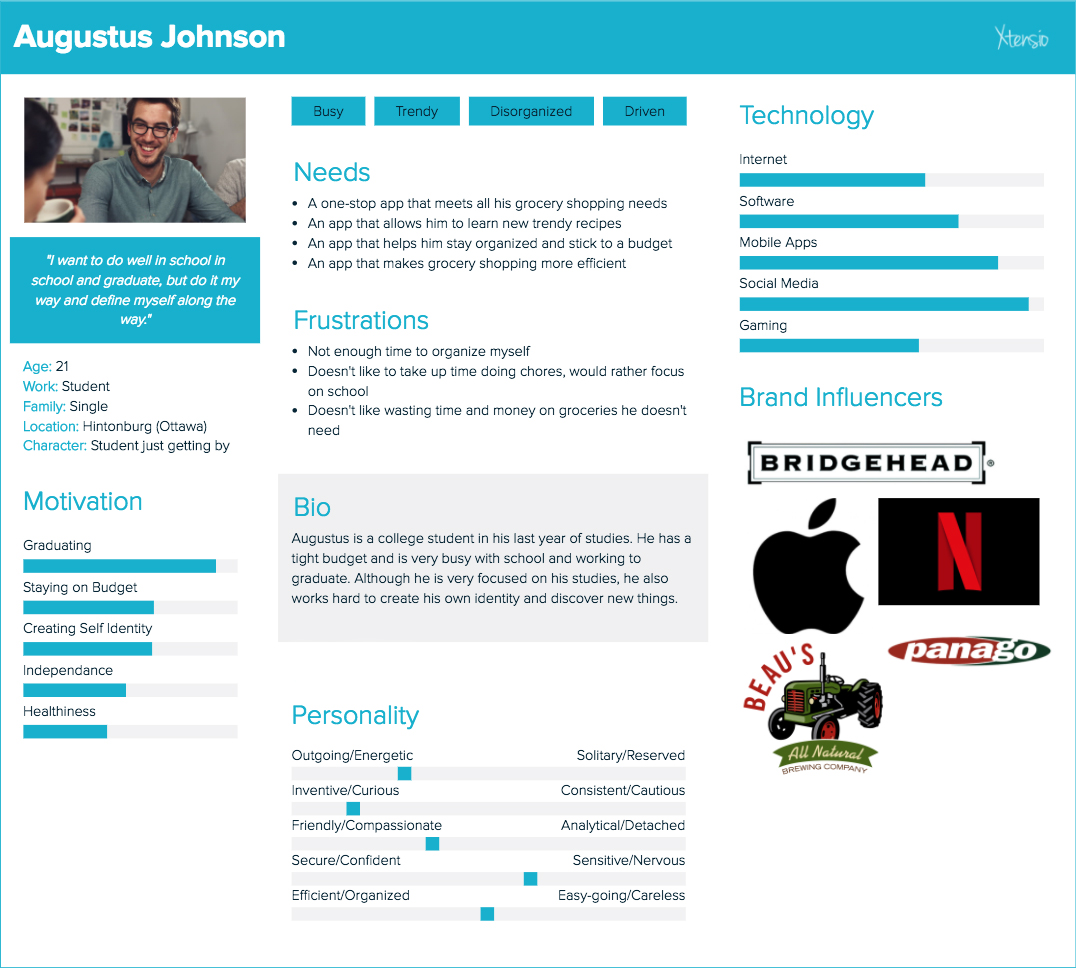 Augustus Johnson
Xtensio
"I want to do well in school in
school and graduate, but do it my
way and define myself along the
way."
Age: 21
Work: Student
Family: Single
Location: Hintonburg (Ottawa)
Character: Student just getting by
Motivation
Graduating
Staying on Budget
Creating Self Identity
Independance
Healthiness
Busy
Trendy
Disorganized
Driven
Needs
• A one-stop app that meets all his grocery shopping needs
• An app that allows him to learn new trendy recipes
• An app that helps him stay organized and stick to a budget
• An app that makes grocery shopping more efficient
Frustrations
• Not enough time to organize myself
• Doesn't like to take up time doing chores, would rather focus
on school
• Doesn't like wasting time and money on groceries he doesn't
need
Bio
Augustus is a college student in his last year of studies. He has a
tight budget and is very busy with school and working to
graduate. Although he is very focused on his studies, he also
works hard to create his own identity and discover new things.
Personality
Outgoing/Energetic Solitary/Reserved
Inventive/Curious Consistent/Cautious
Friendly/Compassionate Analytical/Detached
Secure/Confident Sensitive/Nervous
Efficient/Organized Easy-going/Careless
Technology
Internet
Software
Mobile Apps
Social Media
Gaming
Brand Influencers
BRIDGEHEAD®
N
panago
BEAU'S
All Natural
BREWING COMPANY